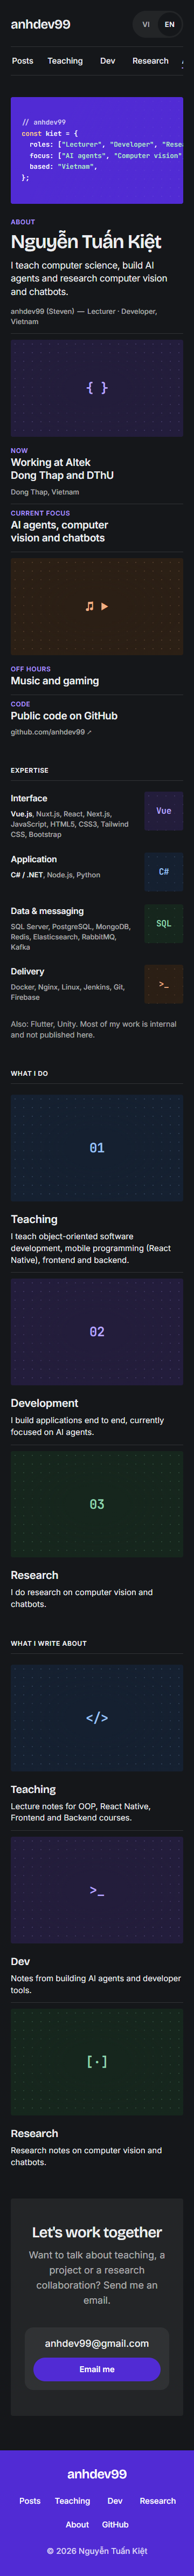 anhdev99
VI EN
Posts Teaching Dev Research
// anhdev99
const kiet = {
roles: ["Lecturer", "Developer", "Resea
focus: ["AI agents", "Computer vision"
based: "Vietnam",
};
ABOUT
Nguyễn Tuấn Kiệt
I teach computer science, build AI
agents and research computer vision
and chatbots.
anhdev99 (Steven) — Lecturer · Developer,
Vietnam
{ }
NOW
Working at Altek
Dong Thap and DThU
Dong Thap, Vietnam
CURRENT FOCUS
AI agents, computer
vision and chatbots
♫ ▶
OFF HOURS
Music and gaming
CODE
Public code on GitHub
github.com/anhdev99 ↗
EXPERTISE
Interface
Vue.js, Nuxt.js, React, Next.js,
JavaScript, HTML5, CSS3, Tailwind
CSS, Bootstrap
Vue
Application
C# / .NET, Node.js, Python
C#
Data & messaging
SQL Server, PostgreSQL, MongoDB,
Redis, Elasticsearch, RabbitMQ,
Kafka
SQL
Delivery
Docker, Nginx, Linux, Jenkins, Git,
Firebase
>_
Also: Flutter, Unity. Most of my work is internal
and not published here.
WHAT I DO
01
Teaching
I teach object-oriented software
development, mobile programming (React
Native), frontend and backend.
02
Development
I build applications end to end, currently
focused on AI agents.
03
Research
I do research on computer vision and
chatbots.
WHAT I WRITE ABOUT
</>
Teaching
Lecture notes for OOP, React Native,
Frontend and Backend courses.
>_
Dev
Notes from building AI agents and developer
tools.
[·]
Research
Research notes on computer vision and
chatbots.
Let's work together
Want to talk about teaching, a
project or a research
collaboration? Send me an
email.
anhdev99@gmail.com
Email me
anhdev99
Posts Teaching Dev Research
About GitHub
© 2026 Nguyễn Tuấn Kiệt